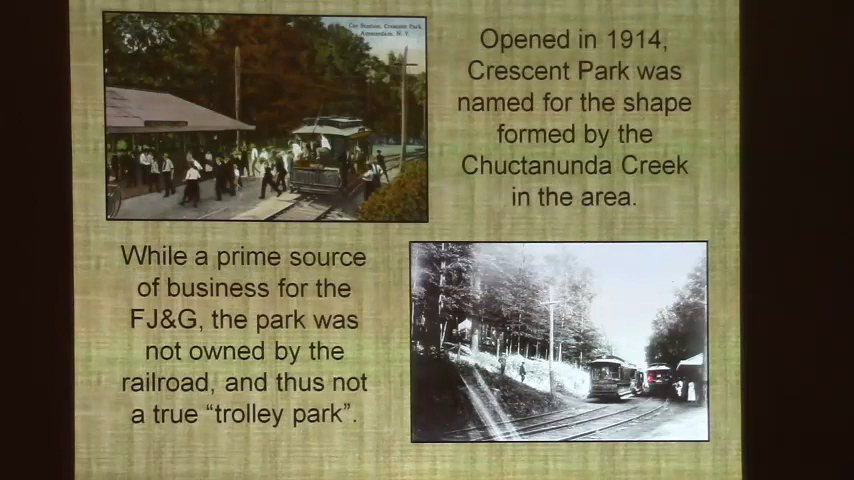 Car Station, Crescent Park,
Amsterdam, N. Y.
Opened in 1914,
Crescent Park was
named for the shape
formed by the
Chuctanunda Creek
in the area.
While a prime source
of business for the
FJ&G, the park was
not owned by the
railroad, and thus not
a true “trolley park”.